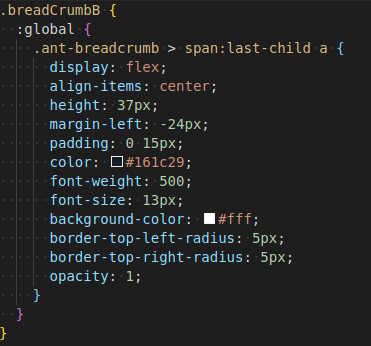 .breadCrumbB {
:global {
.ant-breadcrumb > span:last-child a {
display: flex;
align-items: center;
height: 37px;
margin-left: -24px;
padding: 0 15px;
color: #161c29;
font-weight: 500;
font-size: 13px;
background-color: #fff;
border-top-left-radius: 5px;
border-top-right-radius: 5px;
opacity: 1;
}
}
}